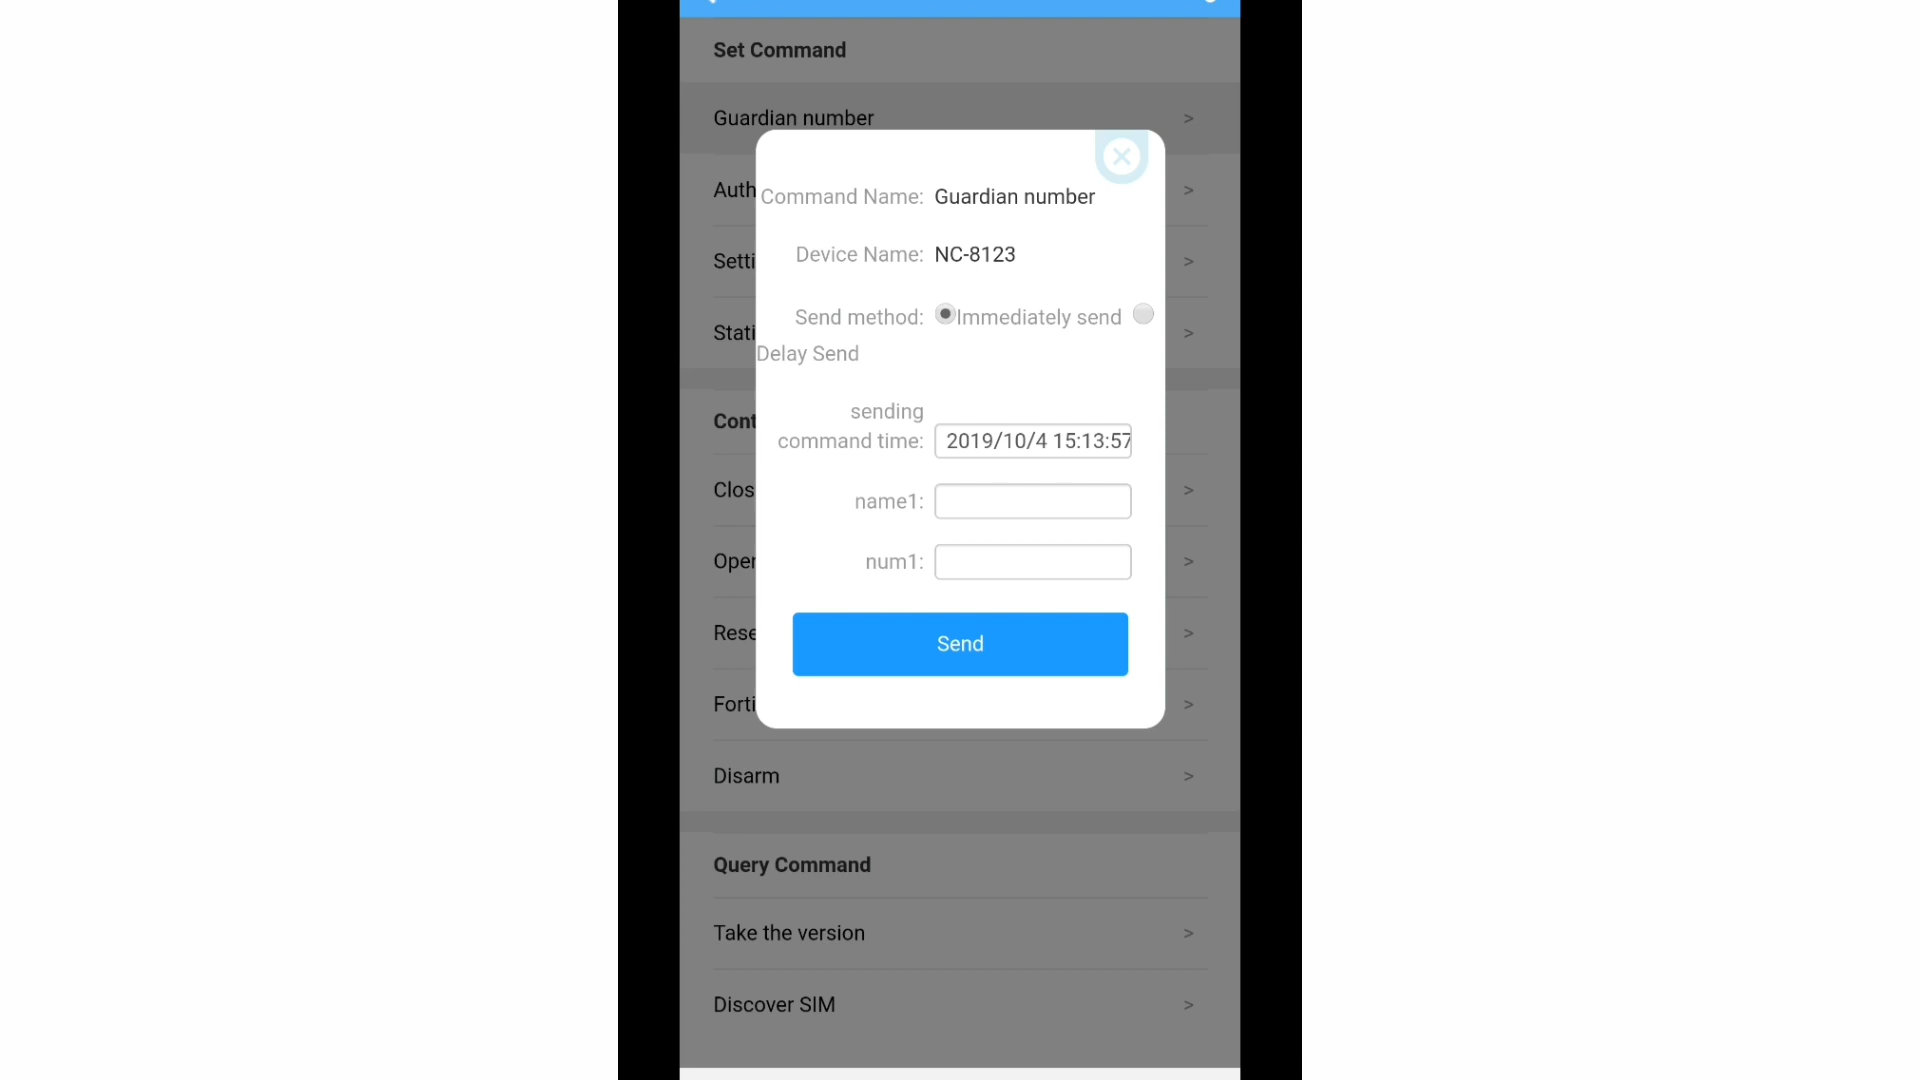 Set Command
Guardian number >
Auth >
Setti >
Stati >
Cont
Clos >
Oper >
Rese >
Forti >
Disarm >
Query Command
Take the version >
Discover SIM >
Command Name: Guardian number
Device Name: NC-8123
Send method: Immediately send
Delay Send
sending
command time: 2019/10/4 15:13:57
name1:
num1:
Send